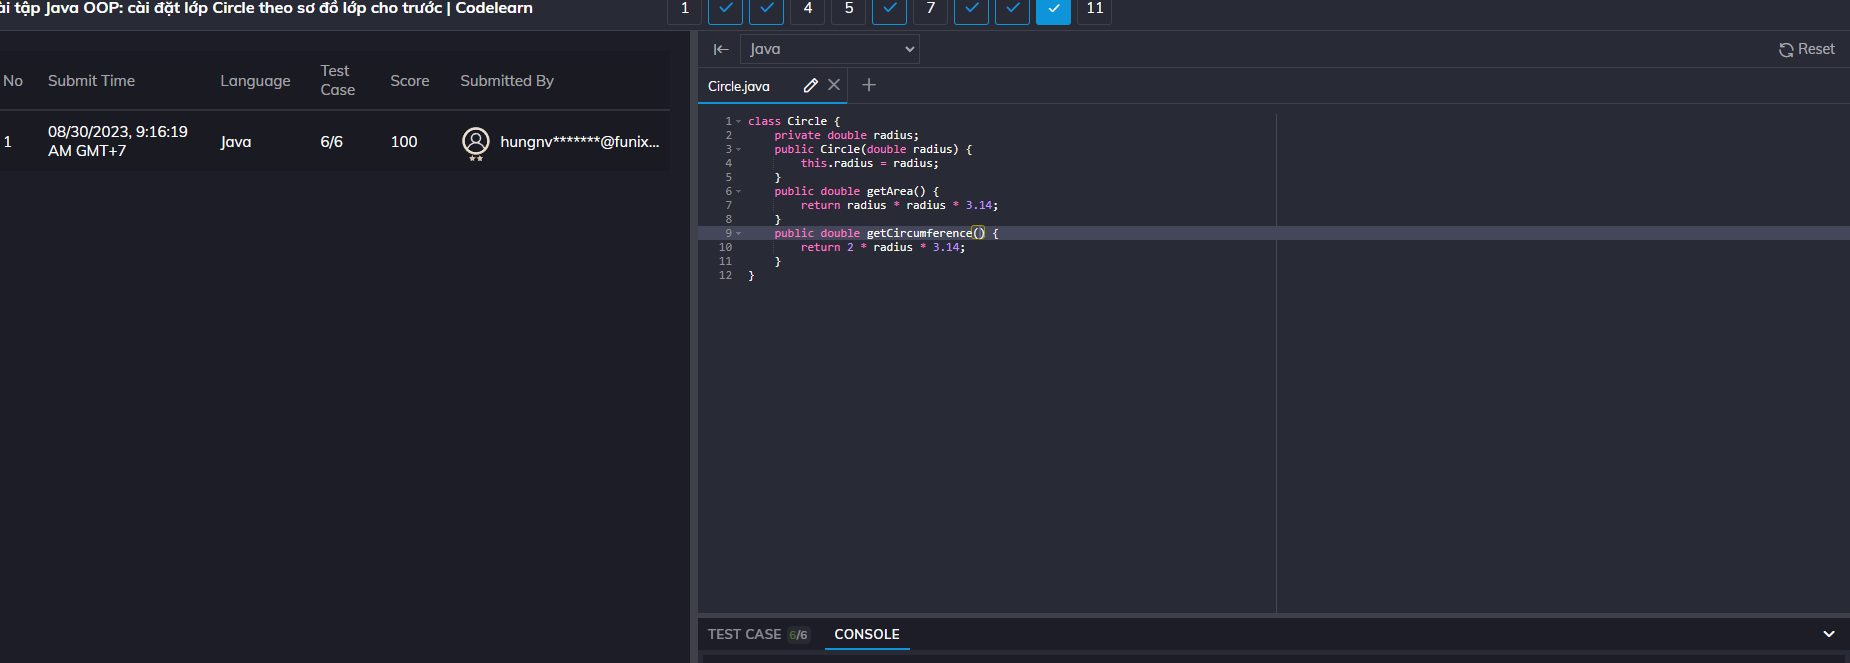 ài tập Java OOP: cài đặt lớp Circle theo sơ đồ lớp cho trước | Codelearn
1 4 5 7 11
No Submit Time Language Test Case Score Submitted By
1 08/30/2023, 9:16:19 AM GMT+7 Java 6/6 100 hungnv*******@funix...
Java
Reset
Circle.java
1 class Circle {
2 private double radius;
3 public Circle(double radius) {
4 this.radius = radius;
5 }
6 public double getArea() {
7 return radius * radius * 3.14;
8 }
9 public double getCircumference() {
10 return 2 * radius * 3.14;
11 }
12 }
TEST CASE 6/6 CONSOLE